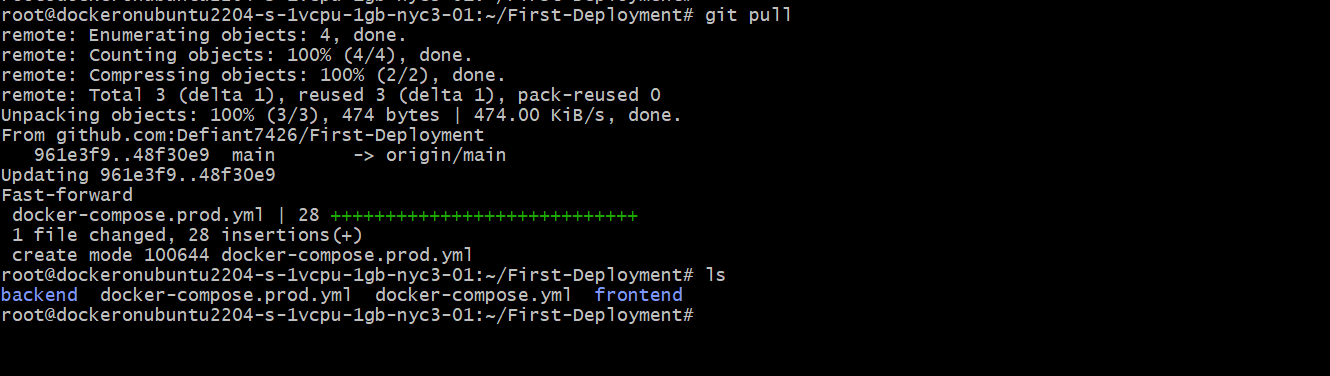 root@dockeronubuntu2204-s-1vcpu-1gb-nyc3-01:~/First-Deployment# git pull
remote: Enumerating objects: 4, done.
remote: Counting objects: 100% (4/4), done.
remote: Compressing objects: 100% (2/2), done.
remote: Total 3 (delta 1), reused 3 (delta 1), pack-reused 0
Unpacking objects: 100% (3/3), 474 bytes | 474.00 KiB/s, done.
From github.com:Defiant7426/First-Deployment
   961e3f9..48f30e9  main       -> origin/main
Updating 961e3f9..48f30e9
Fast-forward
 docker-compose.prod.yml | 28 ++++++++++++++++++++++++++++
 1 file changed, 28 insertions(+)
 create mode 100644 docker-compose.prod.yml
root@dockeronubuntu2204-s-1vcpu-1gb-nyc3-01:~/First-Deployment# ls
backend  docker-compose.prod.yml  docker-compose.yml  frontend
root@dockeronubuntu2204-s-1vcpu-1gb-nyc3-01:~/First-Deployment#